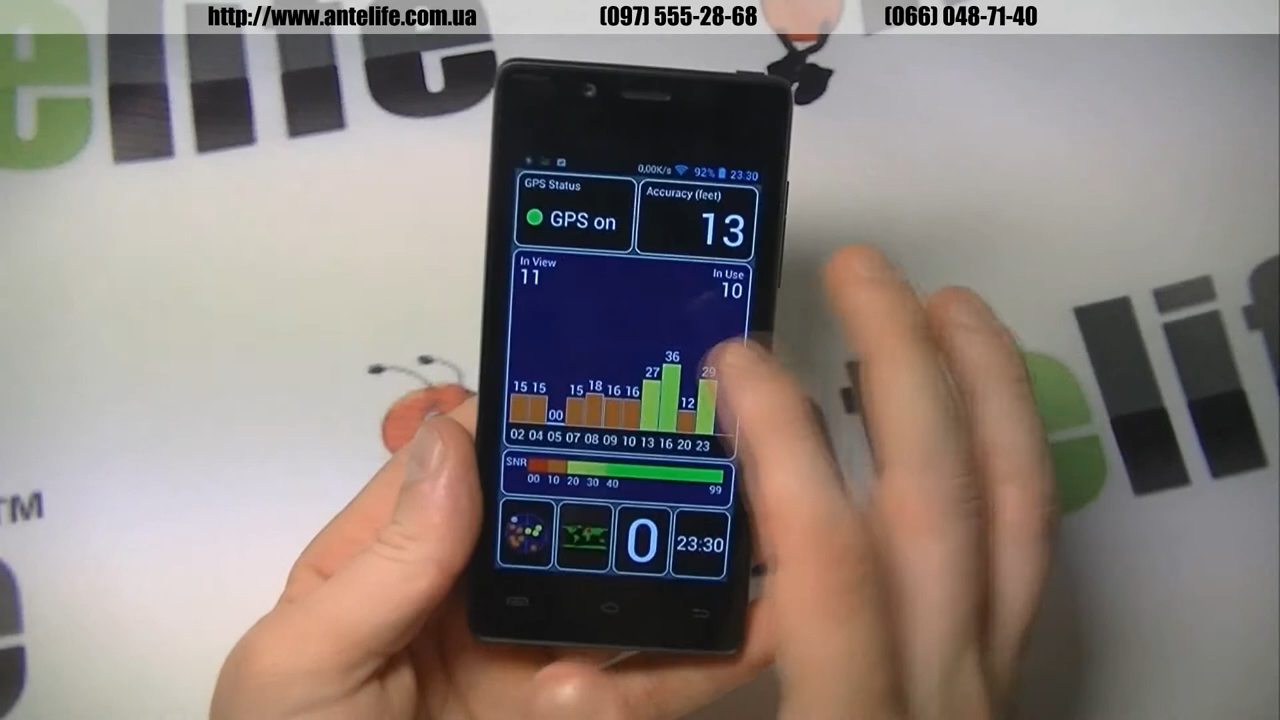 http://www.antelife.com.ua (097) 555-28-68 (066) 048-71-40
elife
0,00K/s 92% 23:30
GPS Status
GPS on
Accuracy (feet)
13
In View
11
In Use
10
15 15 00 15 18 16 16 27 36 12 29
02 04 05 07 08 09 10 13 16 20 23
SNR
00 10 20 30 40 99
0
23:30
TM